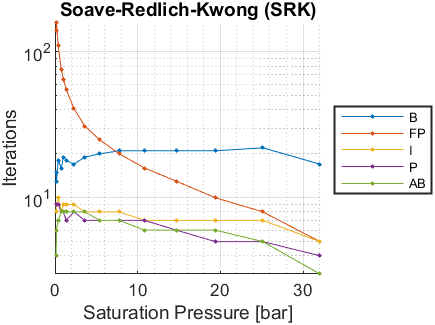 Soave-Redlich-Kwong (SRK)
10^2
10^1
Iterations
0
10
20
30
Saturation Pressure [bar]
B
FP
I
P
AB